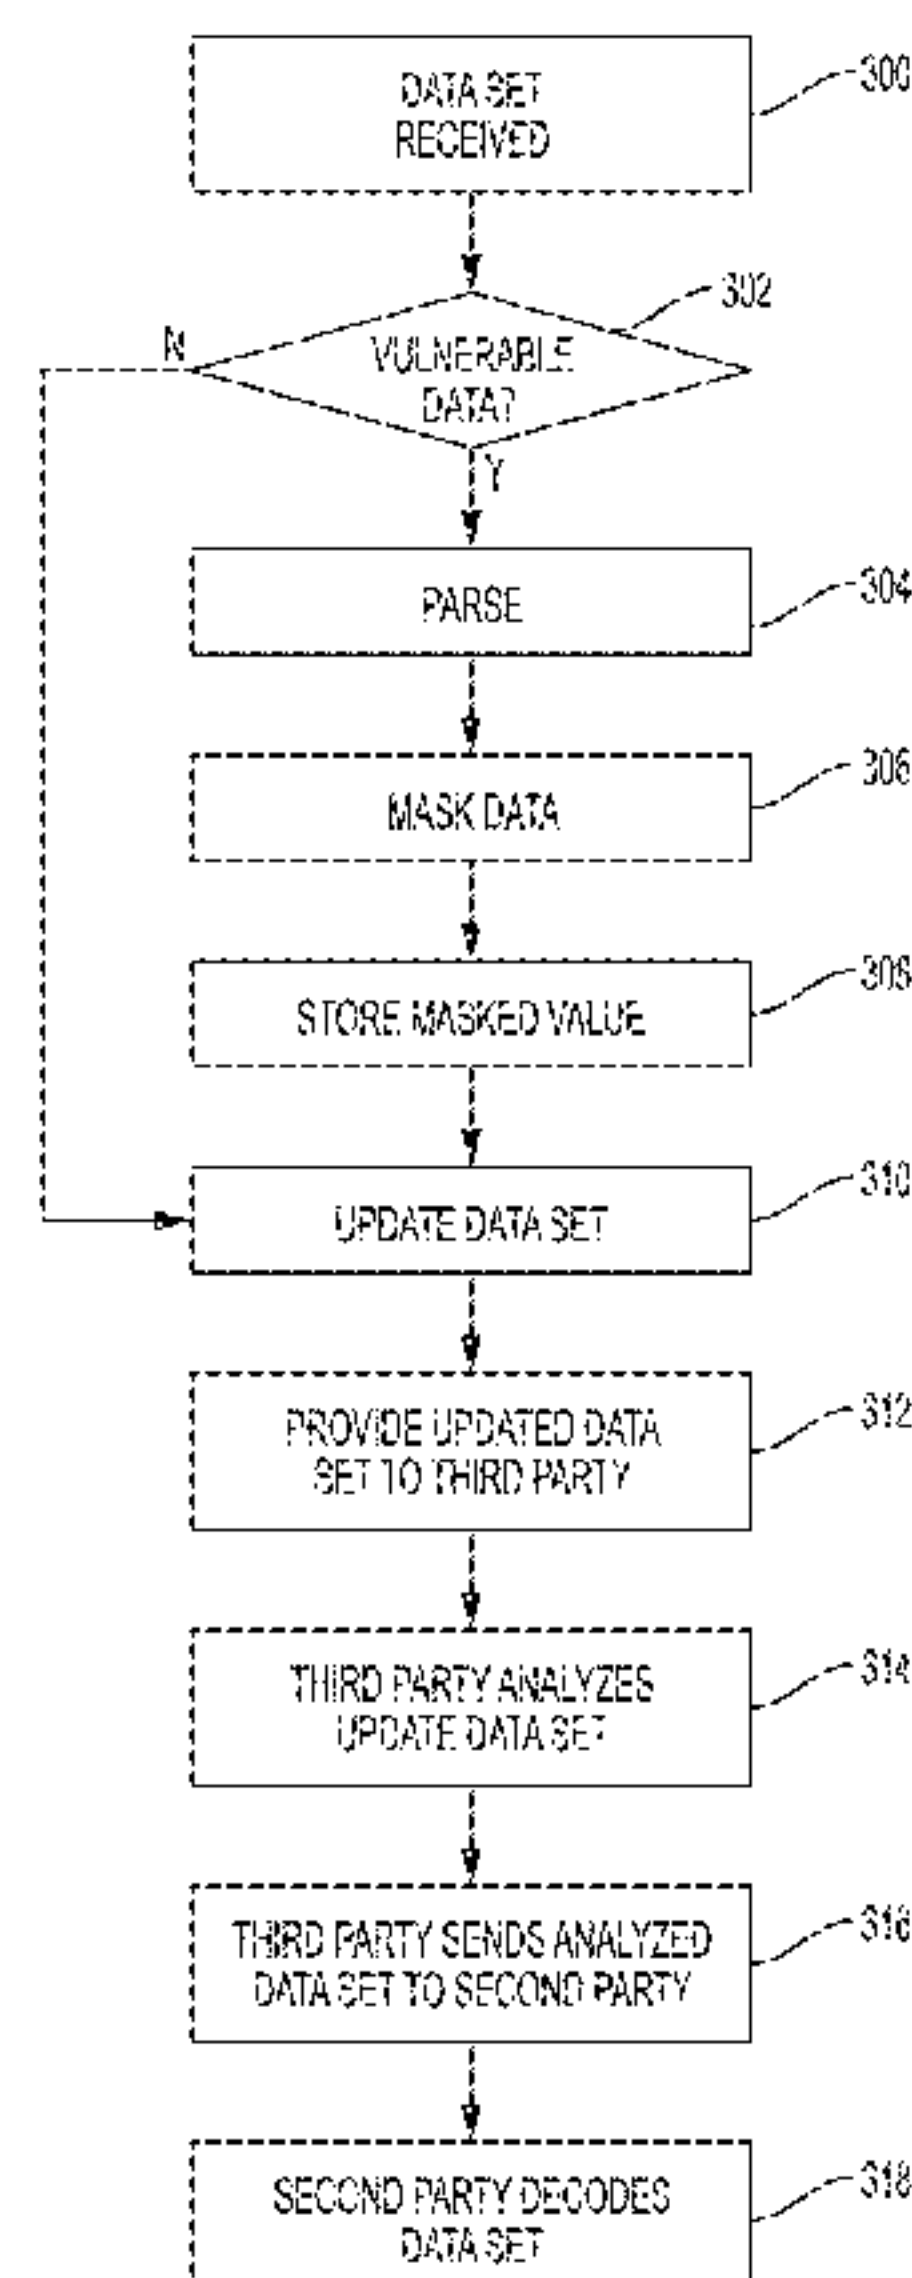 DATA SET
RECEIVED
300
302
N
VULNERABLE
DATA?
Y
PARSE
304
MASK DATA
306
STORE MASKED VALUE
308
UPDATE DATA SET
310
PROVIDE UPDATED DATA
SET TO THIRD PARTY
312
THIRD PARTY ANALYZES
UPDATE DATA SET
314
THIRD PARTY SENDS ANALYZED
DATA SET TO SECOND PARTY
316
SECOND PARTY DECODES
DATA SET
318